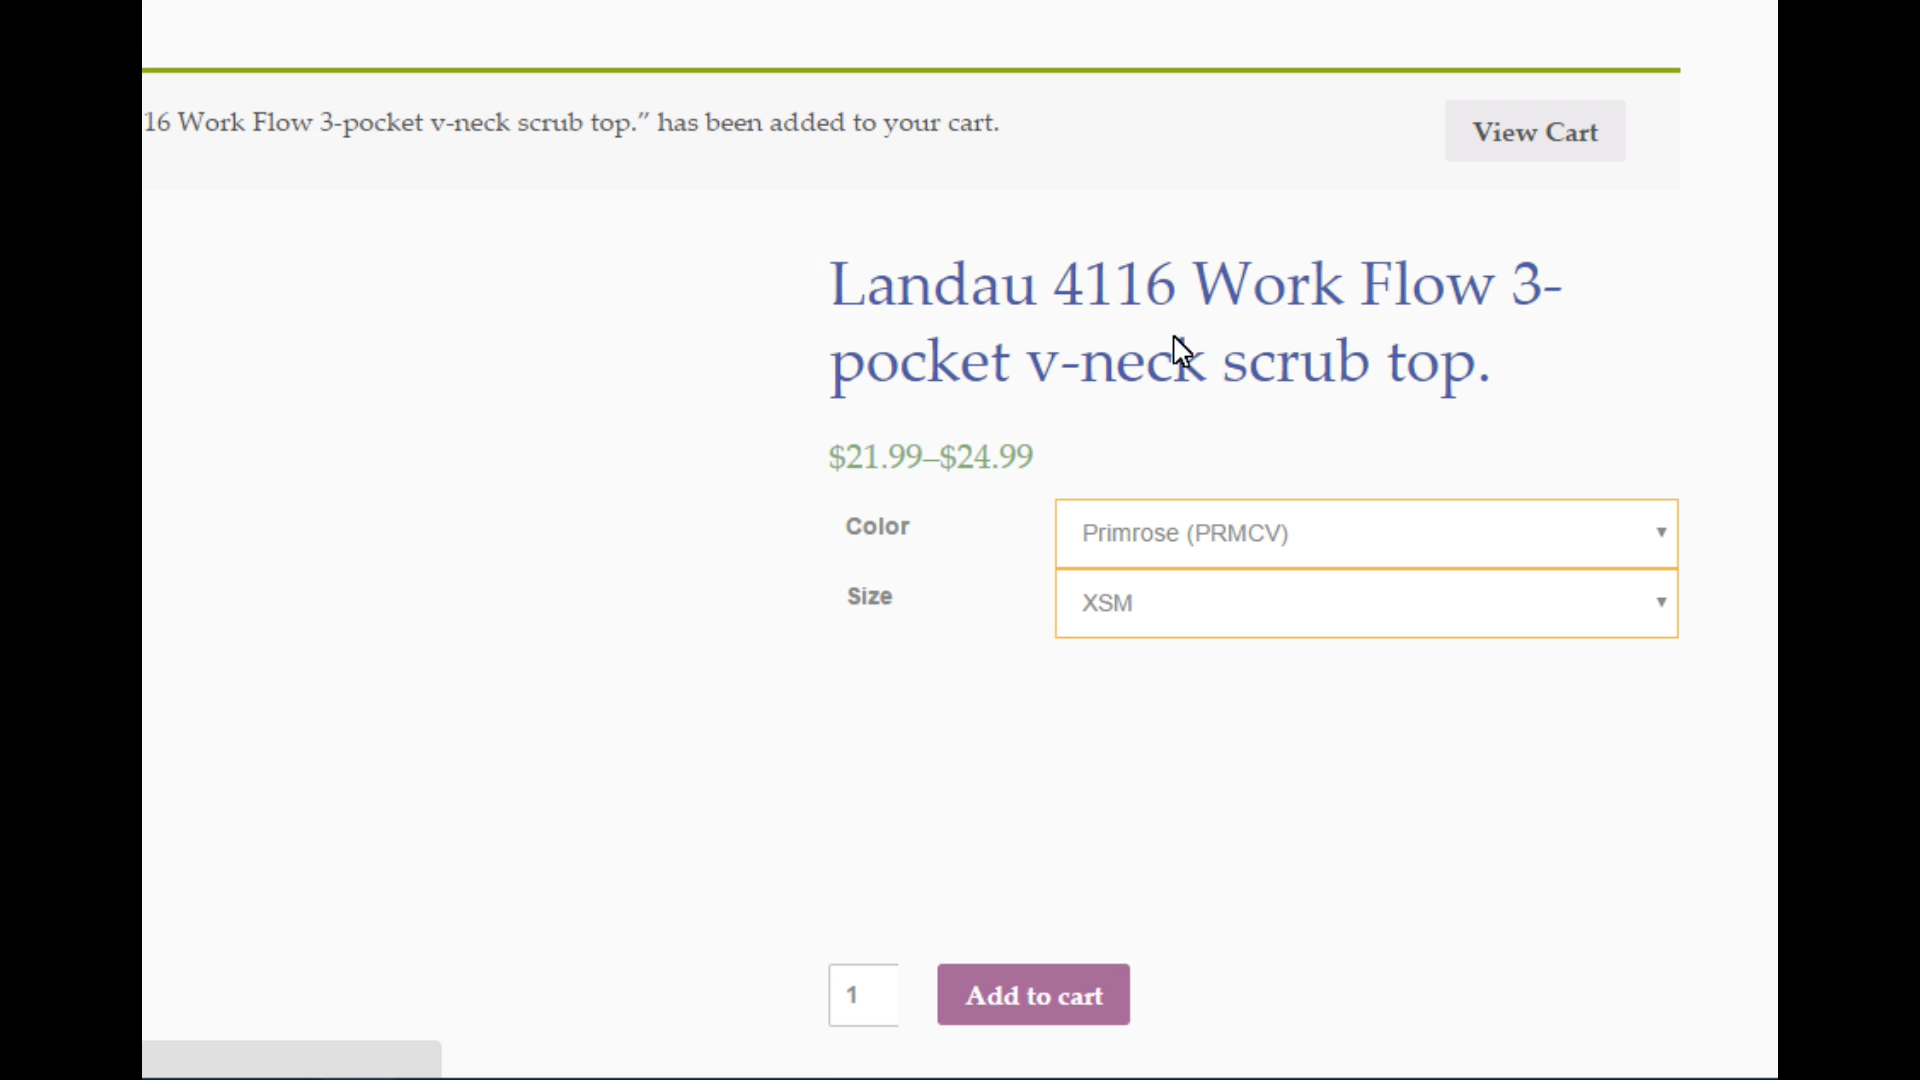 16 Work Flow 3-pocket v-neck scrub top.” has been added to your cart.
View Cart
Landau 4116 Work Flow 3-
pocket v-neck scrub top.
$21.99–$24.99
Color
Primrose (PRMCV)
Size
XSM
1
Add to cart